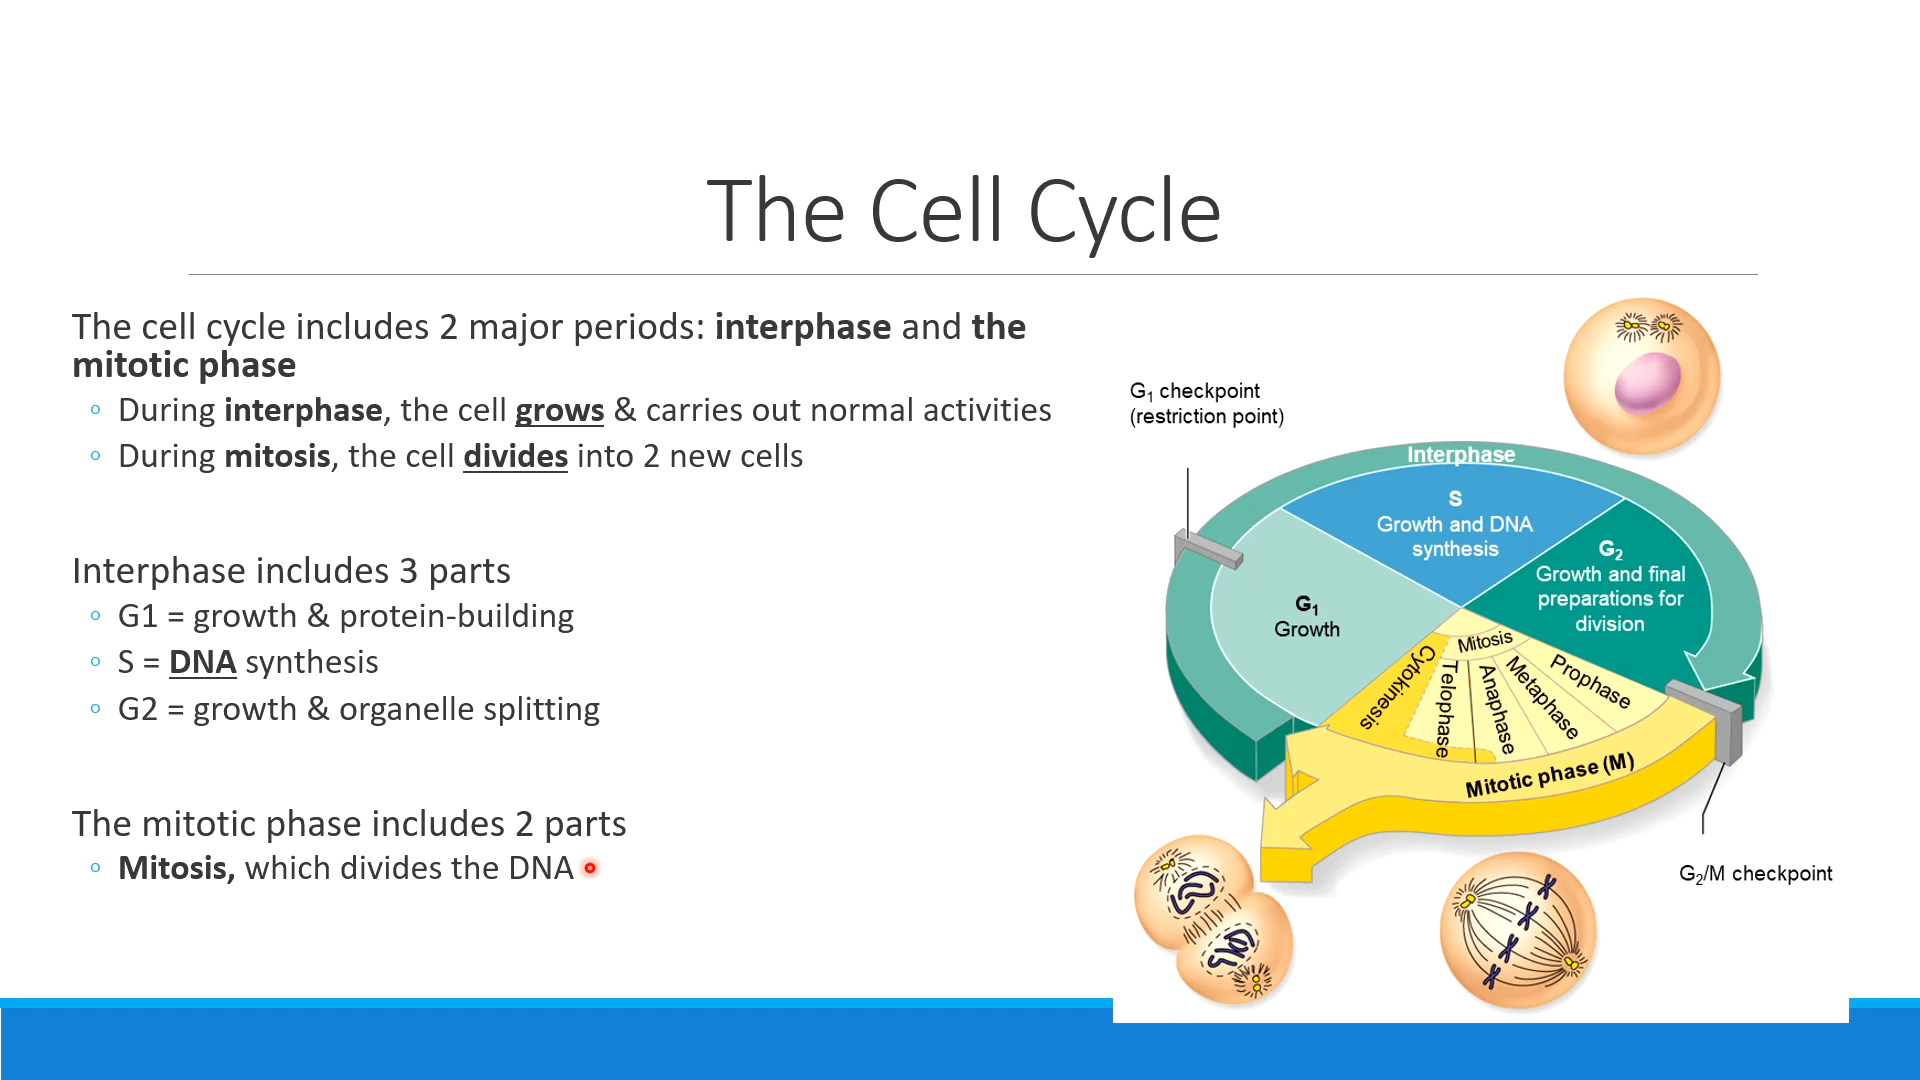 The Cell Cycle
The cell cycle includes 2 major periods: interphase and the
mitotic phase
◦ During interphase, the cell grows & carries out normal activities
◦ During mitosis, the cell divides into 2 new cells
Interphase includes 3 parts
◦ G1 = growth & protein-building
◦ S = DNA synthesis
◦ G2 = growth & organelle splitting
The mitotic phase includes 2 parts
◦ Mitosis, which divides the DNA
G₁ checkpoint
(restriction point)
Interphase
S
Growth and DNA
synthesis
G₂
Growth and final
preparations for
division
G₁
Growth
Mitosis
Cytokinesis
Telophase
Anaphase
Metaphase
Prophase
Mitotic phase (M)
G₂/M checkpoint